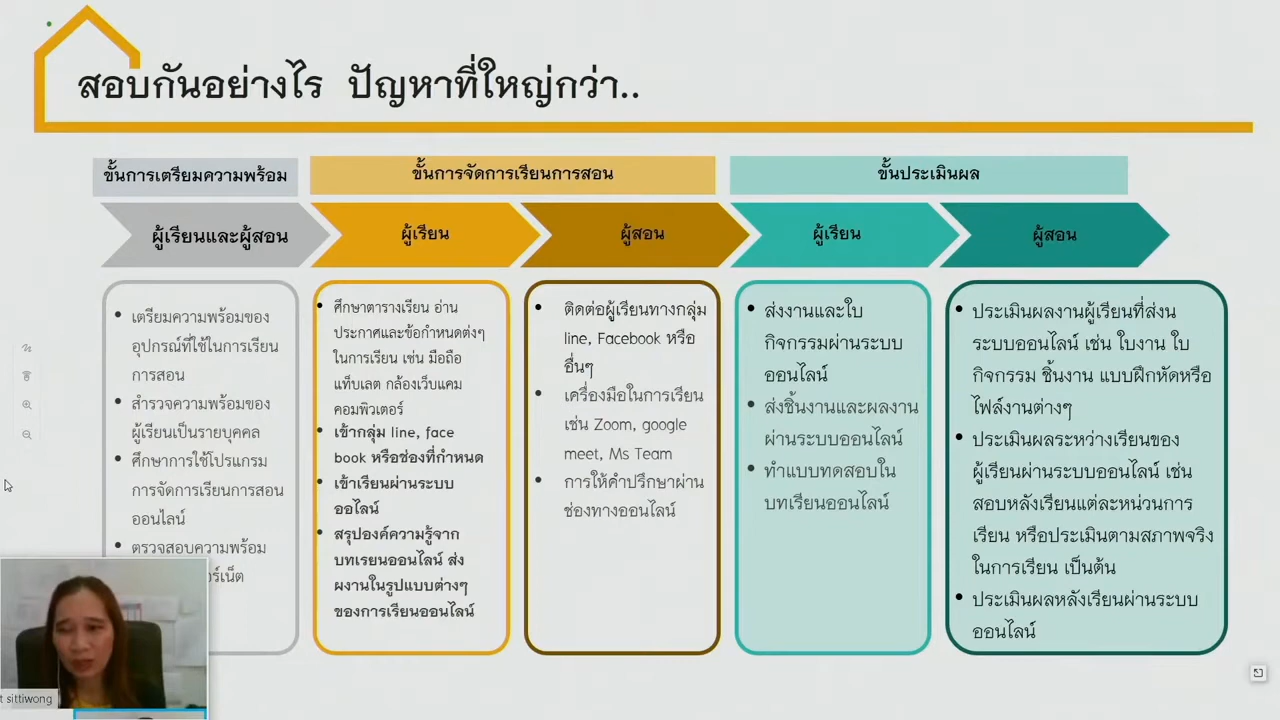 สอบกันอย่างไร ปัญหาที่ใหญ่กว่า..
ขั้นการเตรียมความพร้อม
ขั้นการจัดการเรียนการสอน
ขั้นประเมินผล
ผู้เรียนและผู้สอน
ผู้เรียน
ผู้สอน
ผู้เรียน
ผู้สอน
• เตรียมความพร้อมของ
อุปกรณ์ที่ใช้ในการเรียน
การสอน
• สำรวจความพร้อมของ
ผู้เรียนเป็นรายบุคคล
• ศึกษาการใช้โปรแกรม
การจัดการเรียนการสอน
ออนไลน์
• ตรวจสอบความพร้อม
ร์เน็ต
• ศึกษาตารางเรียน อ่าน
ประกาศและข้อกำหนดต่งๆ
ในการเรียน เช่น มือถือ
แท็บเลต กล้องเว็บแคม
คอมพิวเตอร์
• เข้ากลุ่ม line, face
book หรือช่องที่กำหนด
• เข้าเรียนผ่านระบบ
ออไลน์
• สรุปองค์ความรู้จาก
บทเรยนออนไลน์ ส่ง
ผงานในรูปแบบต่างๆ
ของการเรียนออนไลน์
• ติดต่อผู้เรียนทางกลุ่ม
line, Facebook หรือ
อื่นๆ
• เครื่องมือในการเรียน
เช่น Zoom, google
meet, Ms Team
• การให้คำปรึกษาผ่าน
ช่องทางออนไลน์
• ส่งงานและใบ
กิจกรรมผ่านระบบ
ออนไลน์
• ส่งชิ้นงานและผลงาน
ผ่านระบบออนไลน์
• ทำแบบทดสอบใน
บทเรียนออนไลน์
• ประเมินผลงานผู้เรียนที่ส่งน
ระบบออนไลน์ เช่น ใบงาน ใบ
กิจกรรม ชิ้นงาน แบบฝึกหัดหรือ
ไฟล์งานต่างๆ
• ประเมินผลระหว่างเรียนของ
ผู้เรียนผ่านระบบออนไลน์ เช่น
สอบหลังเรียนแต่ละหน่วนการ
เรียน หรือประเมินตามสภาพจริง
ในการเรียน เป็นต้น
• ประเมินผลหลังเรียนผ่านระบบ
ออนไลน์
t sittiwong